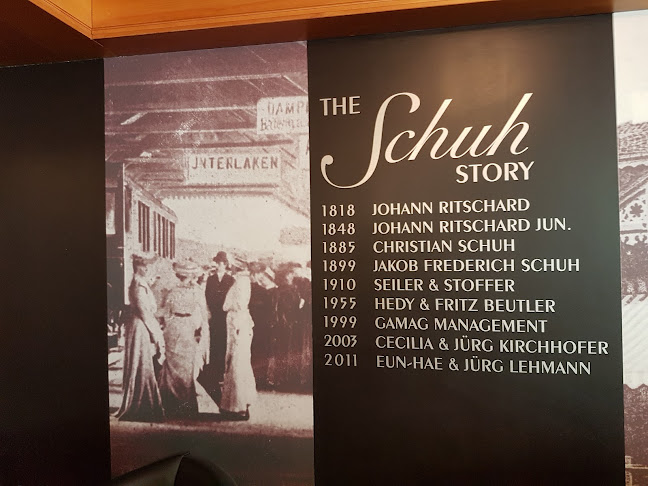 DAMPF
INTERLAKEN
THE
Schuh
STORY
1818 JOHANN RITSCHARD
1848 JOHANN RITSCHARD JUN.
1885 CHRISTIAN SCHUH
1899 JAKOB FREDERICH SCHUH
1910 SEILER & STOFFER
1955 HEDY & FRITZ BEUTLER
1999 GAMAG MANAGEMENT
2003 CECILIA & JÜRG KIRCHHOFER
2011 EUN-HAE & JÜRG LEHMANN